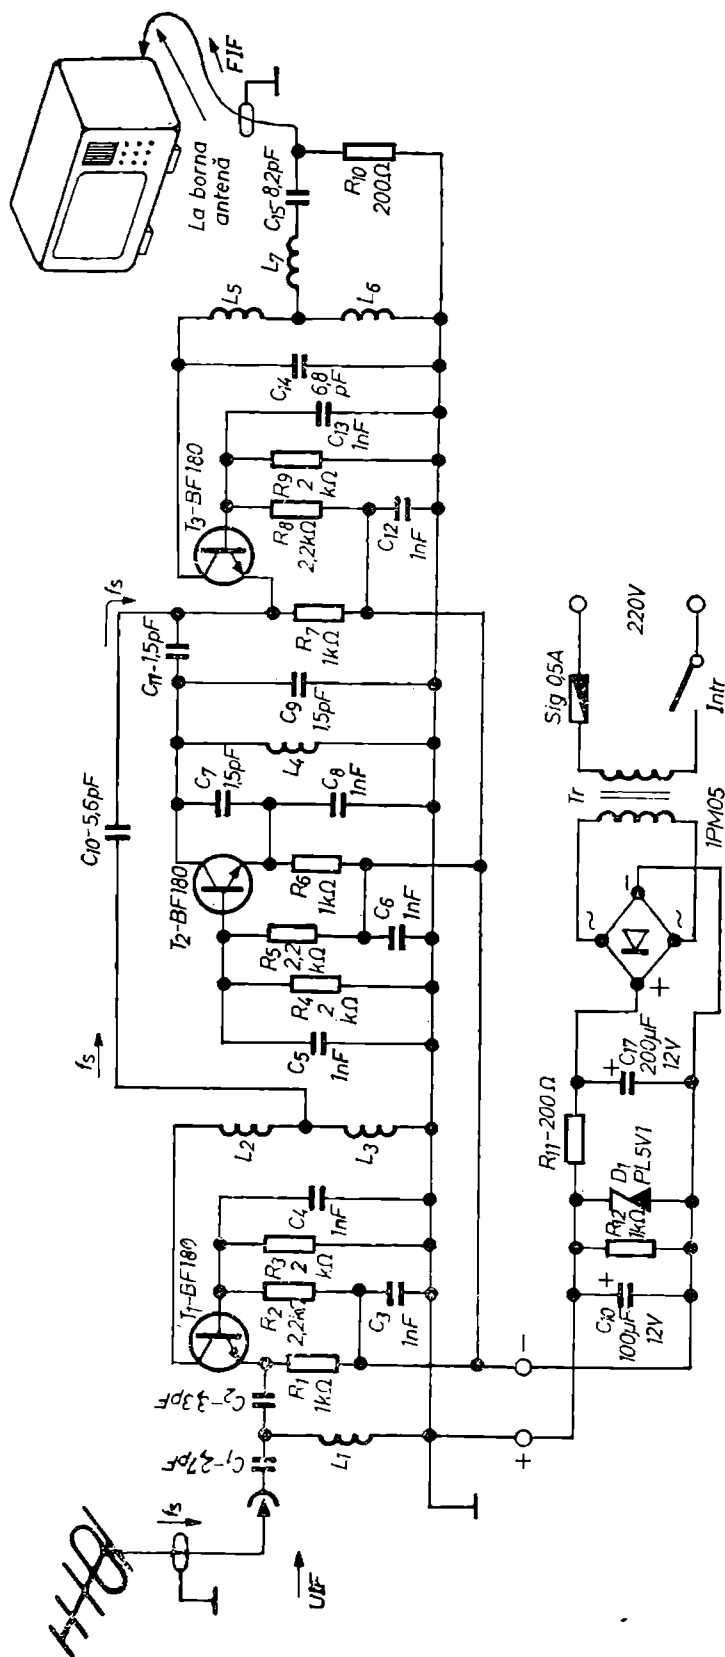 UIF
fs
C1-2,7pF
C2-3,3pF
L1
T1-BF180
R1
1kΩ
R2
2,2kΩ
R3
2
kΩ
C3
1nF
C4
1nF
L2
L3
fs
C10-5,6pF
fs
C5
1nF
R4
2
kΩ
R5
2,2
kΩ
T2-BF180
R6
1kΩ
C6
1nF
C7
1,5pF
C8
1nF
L4
C9
15pF
C11-1,5pF
R7
1kΩ
T3-BF180
R8
2,2kΩ
R9
2
kΩ
C12
1nF
C13
1nF
C14
6,8
pF
L5
L6
L7
C15-8,2pF
R10
200Ω
La borna
antenă
FIF
+
−
C10
100µF
12V
+
R12
1kΩ
D1
PL5V1
R11-200Ω
C17
200µF
12V
+
+
−
~
~
1PM05
Tr
Sig 0,5A
220V
Intr